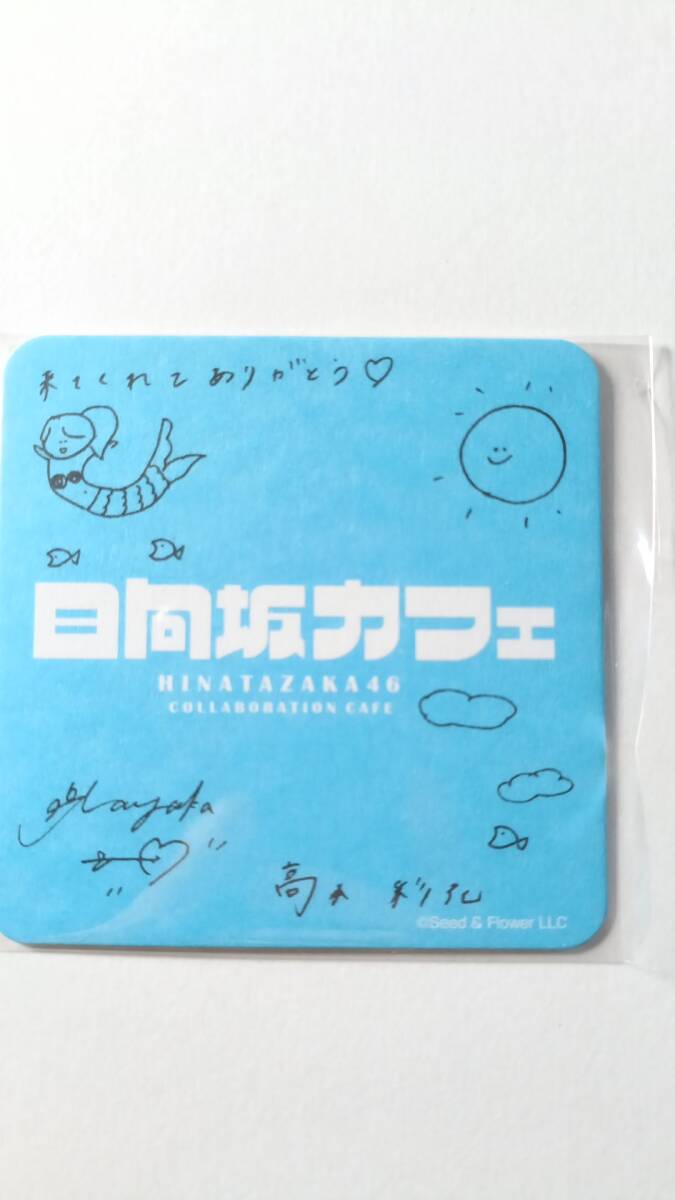 来てくれてありがとう♡
日向坂カフェ
HINATAZAKA46
COLLABORATION CAFE
高本 彩花
©Seed & Flower LLC